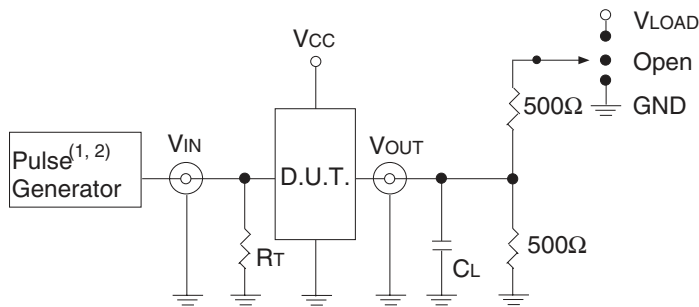 VLOAD
VCC
Open
500Ω
GND
Pulse(1, 2)
Generator
VIN
D.U.T.
VOUT
RT
CL
500Ω